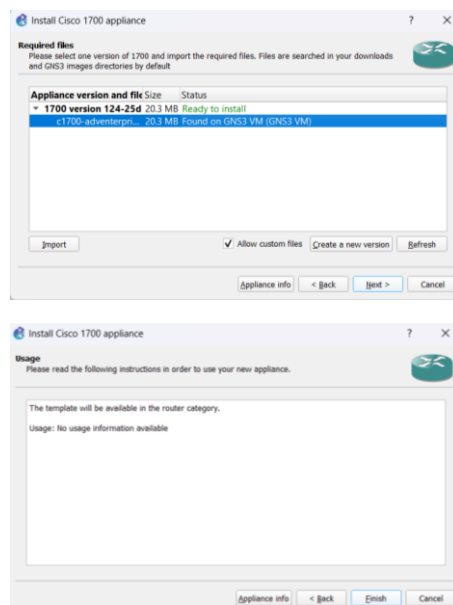 Install Cisco 1700 appliance ? ×
Required files
Please select one version of 1700 and import the required files. Files are searched in your downloads
and GNS3 images directories by default
Appliance version and file Size Status
1700 version 124-25d 20.3 MB Ready to install
c1700-adventerpri... 20.3 MB Found on GNS3 VM (GNS3 VM)
Import Allow custom files Create a new version Refresh
Appliance info < Back Next > Cancel
Install Cisco 1700 appliance ? ×
Usage
Please read the following instructions in order to use your new appliance.
The template will be available in the router category.
Usage: No usage information available
Appliance info < Back Finish Cancel